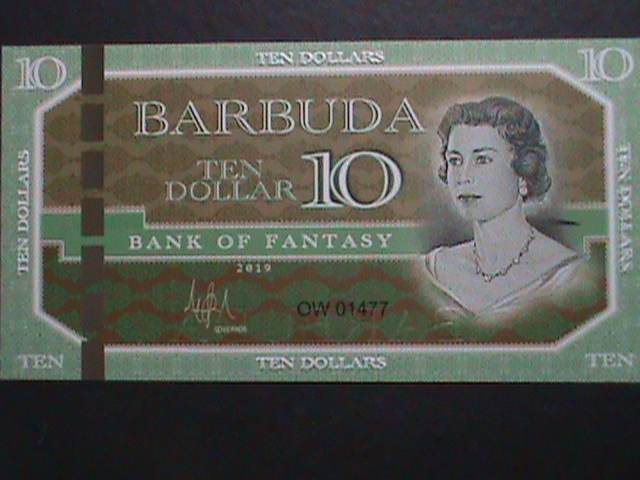 TEN DOLLARS
10
10
BARBUDA
TEN
DOLLAR
10
TEN DOLLARS
TEN DOLLARS
BANK OF FANTASY
2019
GOVERNOR
OW 01477
TEN
TEN DOLLARS
TEN